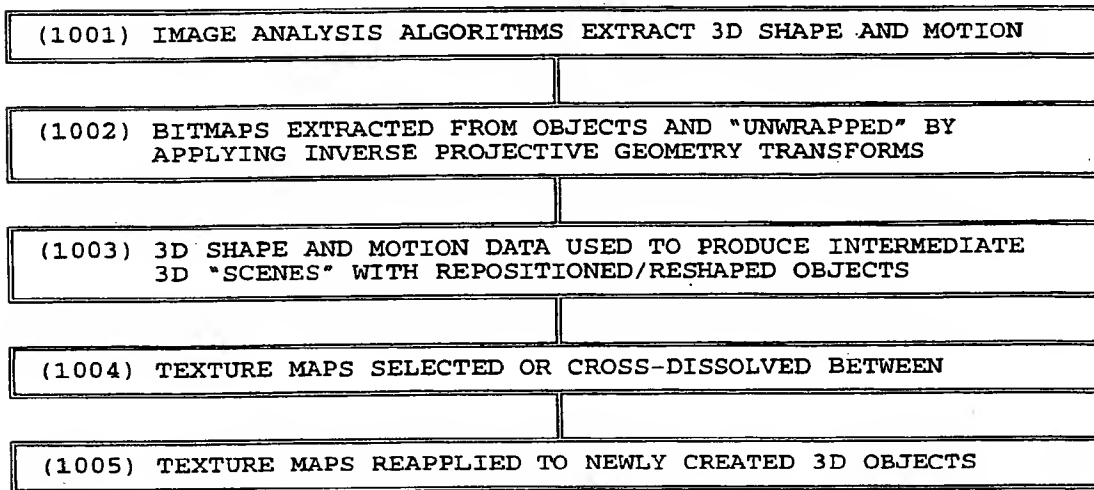 (1001) IMAGE ANALYSIS ALGORITHMS EXTRACT 3D SHAPE AND MOTION
(1002) BITMAPS EXTRACTED FROM OBJECTS AND "UNWRAPPED" BY
APPLYING INVERSE PROJECTIVE GEOMETRY TRANSFORMS
(1003) 3D SHAPE AND MOTION DATA USED TO PRODUCE INTERMEDIATE
3D "SCENES" WITH REPOSITIONED/RESHAPED OBJECTS
(1004) TEXTURE MAPS SELECTED OR CROSS-DISSOLVED BETWEEN
(1005) TEXTURE MAPS REAPPLIED TO NEWLY CREATED 3D OBJECTS